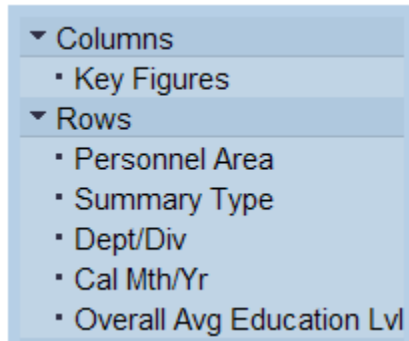 Columns
Key Figures
Rows
Personnel Area
Summary Type
Dept/Div
Cal Mth/Yr
Overall Avg Education Lvl